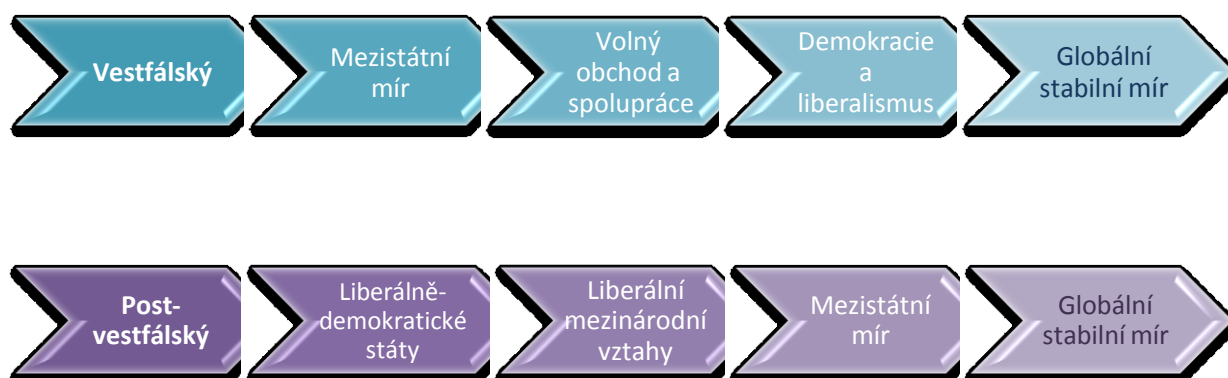 Vestfálský
Mezistátní
mír
Volný
obchod a
spolupráce
Demokracie
a
liberalismus
Globální
stabilní mír
Post-
vestfálský
Liberálně-
demokratické
státy
Liberální
mezinárodní
vztahy
Mezistátní
mír
Globální
stabilní mír